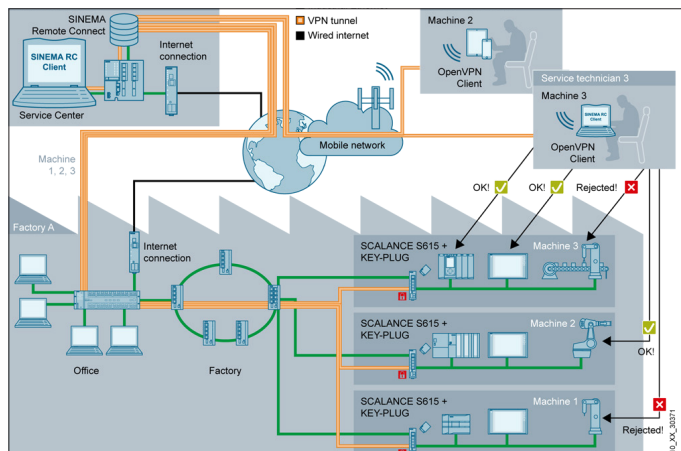 SINEMA
Remote Connect
VPN tunnel
Wired internet
Internet
connection
SINEMA RC
Client
Service Center
Machine 2
OpenVPN
Client
Service technician 3
Machine 3
SINEMA RC
Client
OpenVPN
Client
Mobile network
Machine
1, 2, 3
OK!
OK!
Rejected!
Factory A
Internet
connection
SCALANCE S615 +
KEY-PLUG
Machine 3
SCALANCE S615 +
KEY-PLUG
Machine 2
OK!
Office
Factory
SCALANCE S615 +
KEY-PLUG
Machine 1
Rejected!